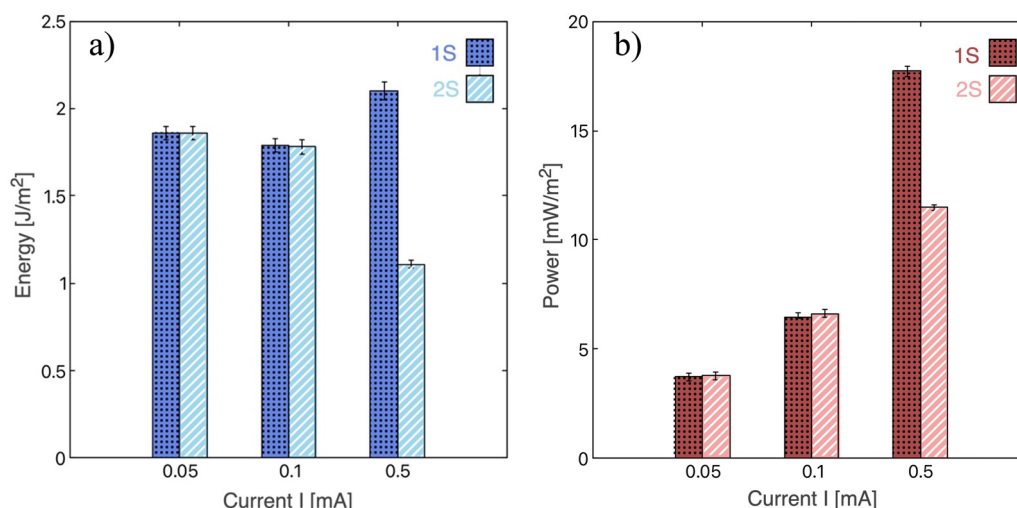 a)
1S
2S
2.5
2
1.5
1
0.5
0
Energy [J/m²]
0.05 0.1 0.5
Current I [mA]
b)
1S
2S
20
15
10
5
0
Power [mW/m²]
0.05 0.1 0.5
Current I [mA]